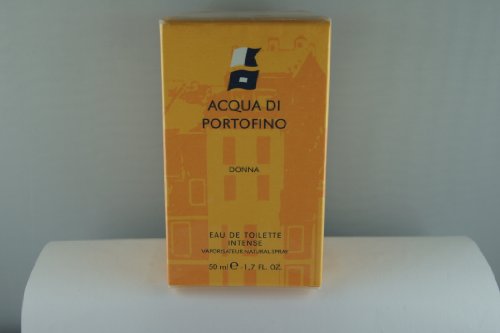 ACQUA DI
PORTOFINO
DONNA
EAU DE TOILETTE
INTENSE
VAPORISATEUR NATURAL SPRAY
50 ml ℮ -1,7 FL. OZ.